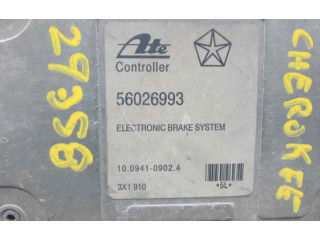 Ate
Controller
56026993
ELECTRONIC BRAKE SYSTEM
10.0941-0902.4
3X1 910
*5L*
29358
CHEROKEE